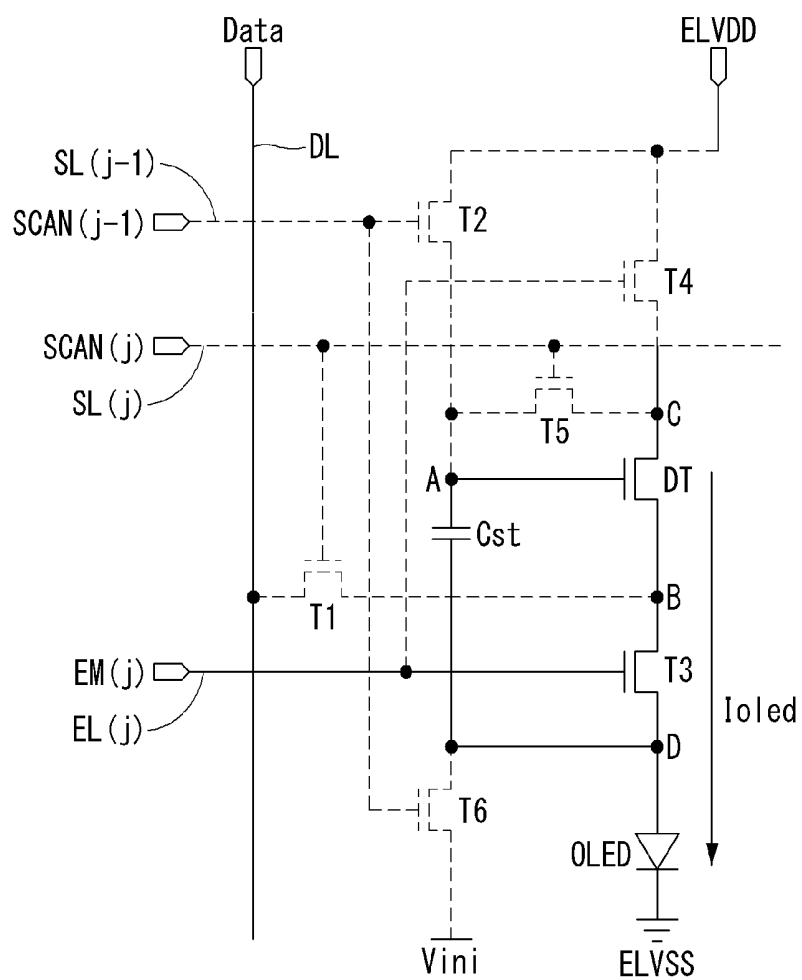 Data
ELVDD
DL
SL(j-1)
SCAN(j-1)
T2
T4
SCAN(j)
SL(j)
C
T5
A
DT
Cst
T1
B
EM(j)
T3
EL(j)
Ioled
D
T6
OLED
Vini
ELVSS